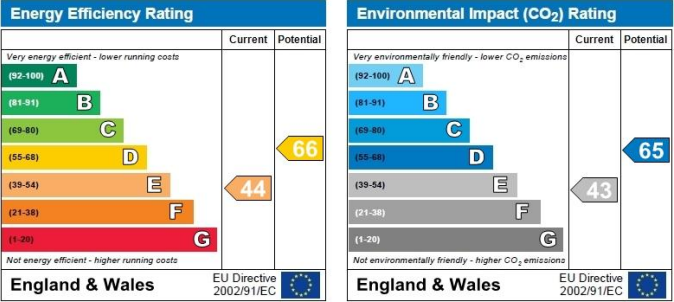 Energy Efficiency Rating
Current Potential
Very energy efficient - lower running costs
(92-100) A
(81-91) B
(69-80) C
(55-68) D
66
(39-54) E
44
(21-38) F
(1-20) G
Not energy efficient - higher running costs
England & Wales
EU Directive
2002/91/EC
Environmental Impact (CO2) Rating
Current Potential
Very environmentally friendly - lower CO2 emissions
(92-100) A
(81-91) B
(69-80) C
(55-68) D
65
(39-54) E
43
(21-38) F
(1-20) G
Not environmentally friendly - higher CO2 emissions
England & Wales
EU Directive
2002/91/EC